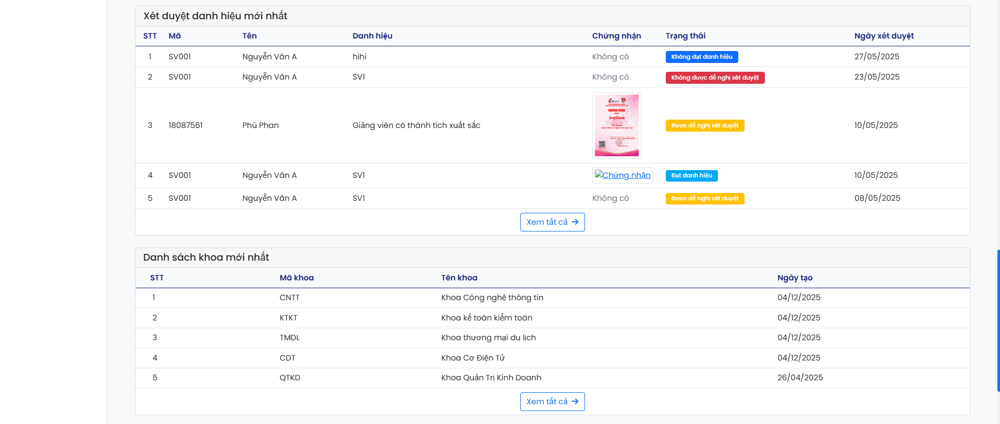 Xét duyệt danh hiệu mới nhất
STT Mã Tên Danh hiệu Chứng nhận Trạng thái Ngày xét duyệt
1 SV001 Nguyễn Văn A hihi Không có Không đạt danh hiệu 27/05/2025
2 SV001 Nguyễn Văn A SV1 Không có Không được đề nghị xét duyệt 23/05/2025
CHỨNG NHẬN
PHÚ PHAN
3 18087561 Phú Phan Giảng viên có thành tích xuất sắc Được đề nghị xét duyệt 10/05/2025
4 SV001 Nguyễn Văn A SV1 Chứng nhận Đạt danh hiệu 10/05/2025
5 SV001 Nguyễn Văn A SV1 Không có Được đề nghị xét duyệt 08/05/2025
Xem tất cả →
Danh sách khoa mới nhất
STT Mã khoa Tên khoa Ngày tạo
1 CNTT Khoa Công nghệ thông tin 04/12/2025
2 KTKT Khoa kế toán kiểm toán 04/12/2025
3 TMDL Khoa thương mại du lịch 04/12/2025
4 CDT Khoa Cơ Điện Tử 04/12/2025
5 QTKD Khoa Quản Trị Kinh Doanh 26/04/2025
Xem tất cả →